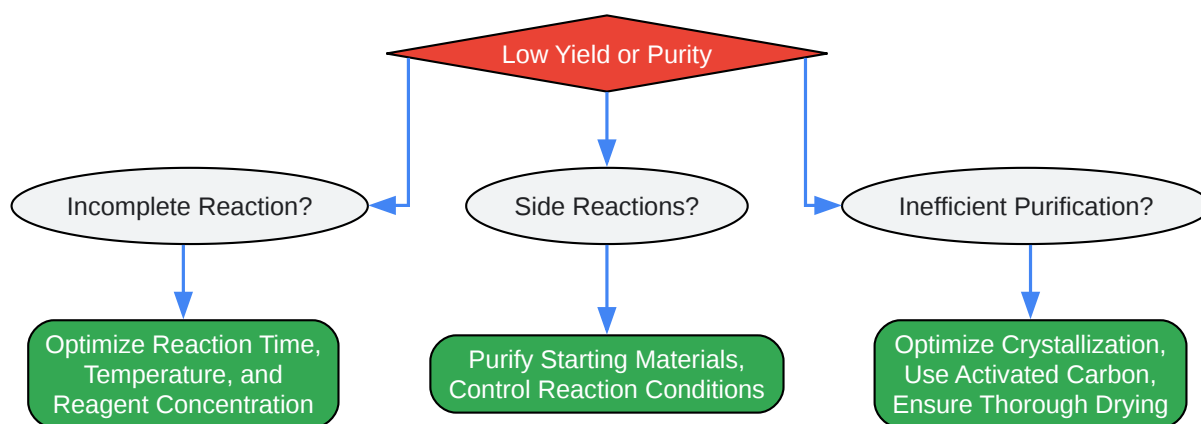 Low Yield or Purity
Incomplete Reaction?
Side Reactions?
Inefficient Purification?
Optimize Reaction Time,
Temperature, and
Reagent Concentration
Purify Starting Materials,
Control Reaction Conditions
Optimize Crystallization,
Use Activated Carbon,
Ensure Thorough Drying